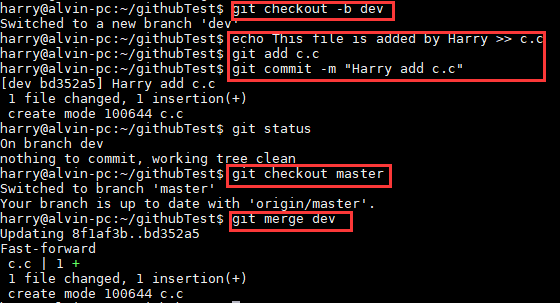 harry@alvin-pc:~/githubTest$ git checkout -b dev
Switched to a new branch 'dev'
harry@alvin-pc:~/githubTest$ echo This file is added by Harry >> c.c
harry@alvin-pc:~/githubTest$ git add c.c
harry@alvin-pc:~/githubTest$ git commit -m "Harry add c.c"
[dev bd352a5] Harry add c.c
 1 file changed, 1 insertion(+)
 create mode 100644 c.c
harry@alvin-pc:~/githubTest$ git status
On branch dev
nothing to commit, working tree clean
harry@alvin-pc:~/githubTest$ git checkout master
Switched to branch 'master'
Your branch is up to date with 'origin/master'.
harry@alvin-pc:~/githubTest$ git merge dev
Updating 8f1af3b..bd352a5
Fast-forward
 c.c | 1 +
 1 file changed, 1 insertion(+)
 create mode 100644 c.c